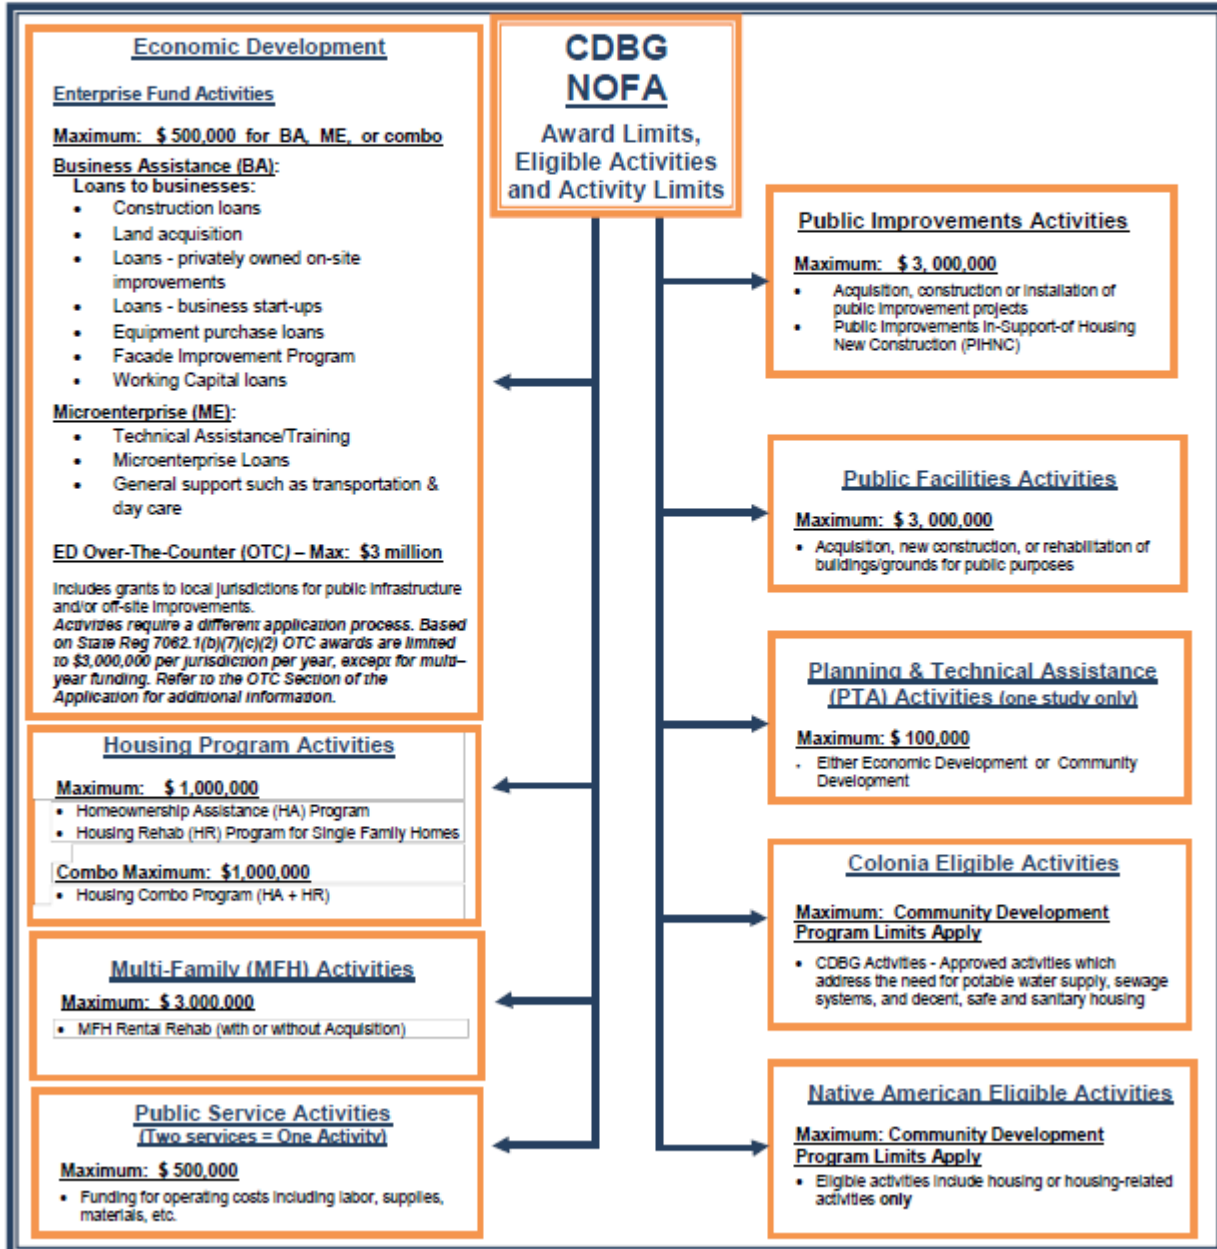 CDBG
NOFA
Award Limits,
Eligible Activities
and Activity Limits
Economic Development
Enterprise Fund Activities
Maximum: $ 500,000 for BA, ME, or combo
Business Assistance (BA):
Loans to businesses:
• Construction loans
• Land acquisition
• Loans - privately owned on-site
improvements
• Loans - business start-ups
• Equipment purchase loans
• Facade Improvement Program
• Working Capital loans
Microenterprise (ME):
• Technical Assistance/Training
• Microenterprise Loans
• General support such as transportation &
day care
ED Over-The-Counter (OTC) – Max: $3 million
Includes grants to local jurisdictions for public infrastructure
and/or off-site improvements.
Activities require a different application process. Based
on State Reg 7062.1(b)(7)(c)(2) OTC awards are limited
to $3,000,000 per jurisdiction per year, except for multi–
year funding. Refer to the OTC Section of the
Application for additional information.
Housing Program Activities
Maximum: $ 1,000,000
• Homeownership Assistance (HA) Program
• Housing Rehab (HR) Program for Single Family Homes
Combo Maximum: $1,000,000
• Housing Combo Program (HA + HR)
Multi-Family (MFH) Activities
Maximum: $ 3.000.000
• MFH Rental Rehab (with or without Acquisition)
Public Service Activities
(Two services = One Activity)
Maximum: $ 500,000
• Funding for operating costs including labor, supplies,
materials, etc.
Public Improvements Activities
Maximum: $ 3, 000,000
• Acquisition, construction or installation of
public improvement projects
• Public Improvements In-Support-of Housing
New Construction (PIHNC)
Public Facilities Activities
Maximum: $ 3, 000,000
• Acquisition, new construction, or rehabilitation of
buildings/grounds for public purposes
Planning & Technical Assistance
(PTA) Activities (one study only)
Maximum: $ 100,000
• Either Economic Development or Community
Development
Colonia Eligible Activities
Maximum: Community Development
Program Limits Apply
• CDBG Activities - Approved activities which
address the need for potable water supply, sewage
systems, and decent, safe and sanitary housing
Native American Eligible Activities
Maximum: Community Development
Program Limits Apply
• Eligible activities include housing or housing-related
activities only